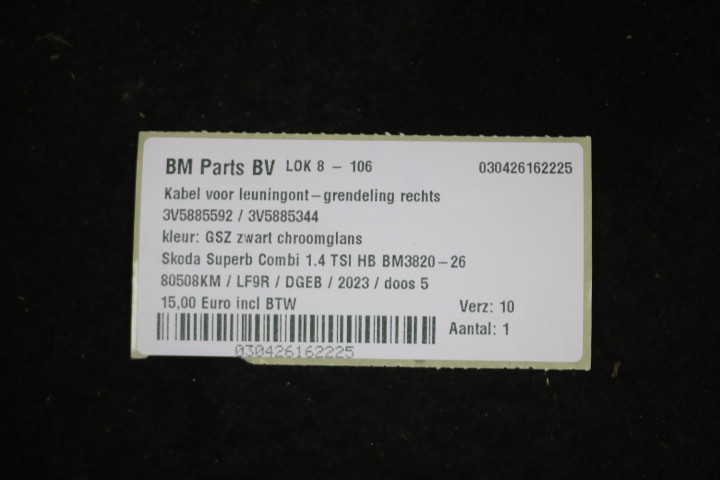 BM Parts BV LOK 8 - 106 030426162225
Kabel voor leuningont-grendeling rechts
3V5885592 / 3V5885344
kleur: GSZ zwart chroomglans
Skoda Superb Combi 1.4 TSI HB BM3820-26
80508KM / LF9R / DGEB / 2023 / doos 5
15,00 Euro incl BTW Verz: 10
Aantal: 1
030426162225